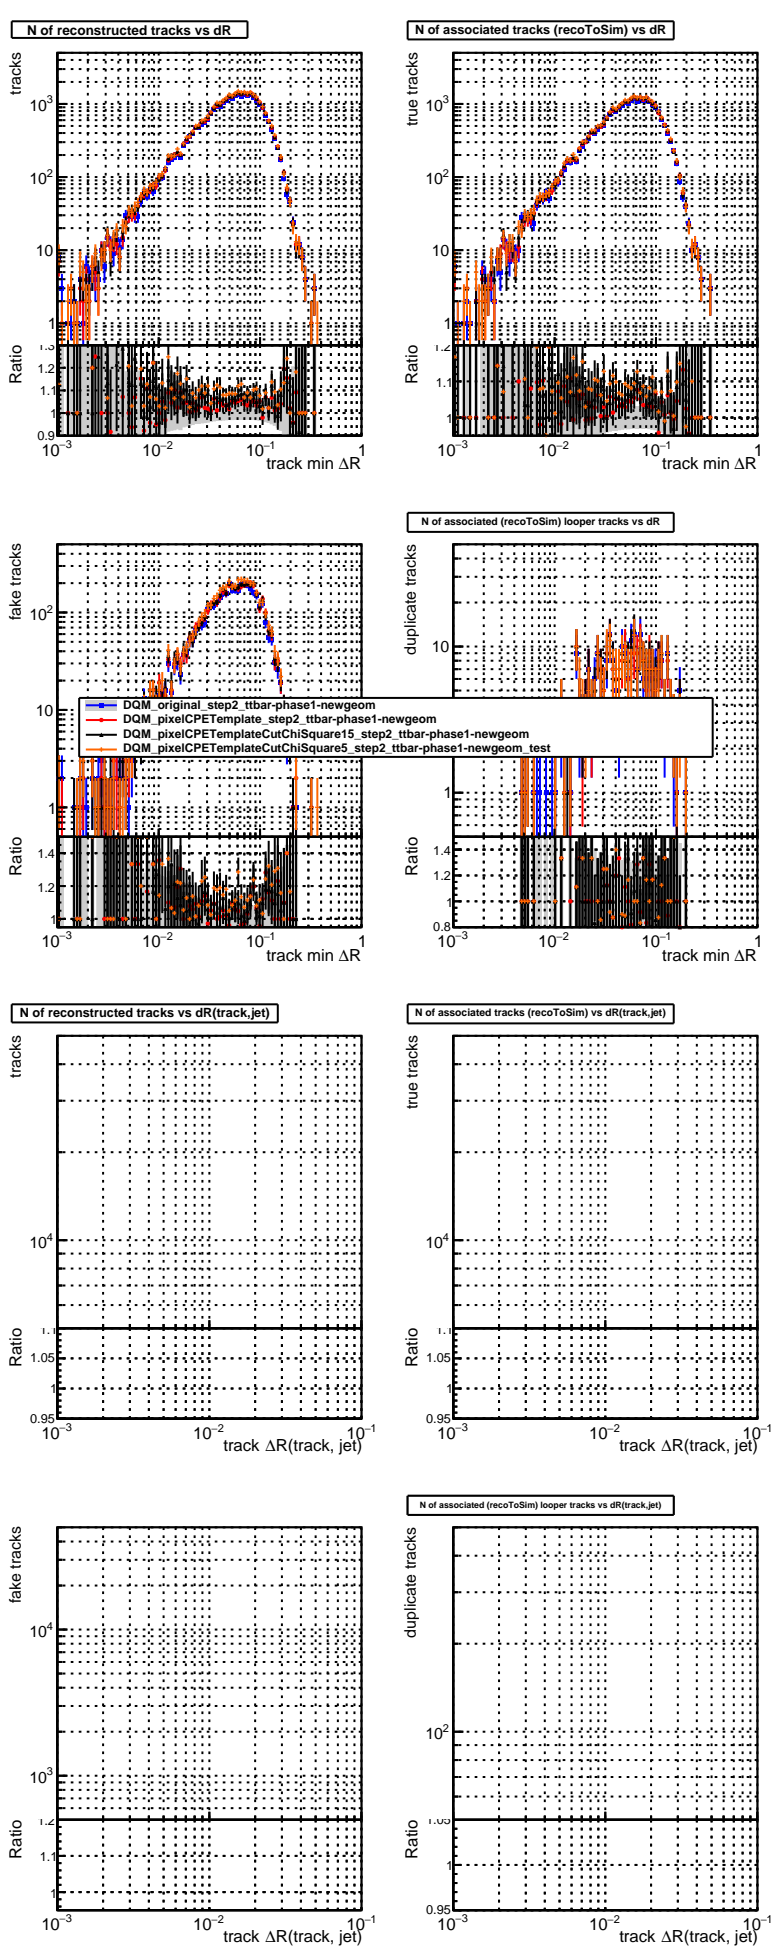 N of reconstructed tracks vs dR
N of associated tracks (recoToSim) vs dR
tracks
10³
10²
10
1
Ratio
1.3
1.2
1.1
1
0.9
10⁻³
10⁻²
10⁻¹
1
track min ΔR
true tracks
10³
10²
10
1
Ratio
1.2
1.1
1
10⁻³
10⁻²
10⁻¹
1
track min ΔR
N of associated (recoToSim) looper tracks vs dR
fake tracks
10²
10
1
Ratio
1.4
1.2
1
10⁻³
10⁻²
10⁻¹
1
track min ΔR
duplicate tracks
10
1
Ratio
1.4
1.2
1
0.8
10⁻³
10⁻²
10⁻¹
1
track min ΔR
DQM_original_step2_ttbar-phase1-newgeom
DQM_pixelCPETemplate_step2_ttbar-phase1-newgeom
DQM_pixelCPETemplateCutChiSquare15_step2_ttbar-phase1-newgeom
DQM_pixelCPETemplateCutChiSquare5_step2_ttbar-phase1-newgeom_test
N of reconstructed tracks vs dR(track,jet)
N of associated tracks (recoToSim) vs dR(track,jet)
tracks
10⁴
Ratio
1.1
1.05
1
0.95
10⁻³
10⁻²
10⁻¹
track ΔR(track, jet)
true tracks
10⁴
Ratio
1.1
1.05
1
0.95
10⁻³
10⁻²
10⁻¹
track ΔR(track, jet)
N of associated (recoToSim) looper tracks vs dR(track,jet)
fake tracks
10⁴
10³
Ratio
1.2
1.1
1
10⁻³
10⁻²
10⁻¹
track ΔR(track, jet)
duplicate tracks
10²
Ratio
1.05
1
0.95
10⁻³
10⁻²
10⁻¹
track ΔR(track, jet)